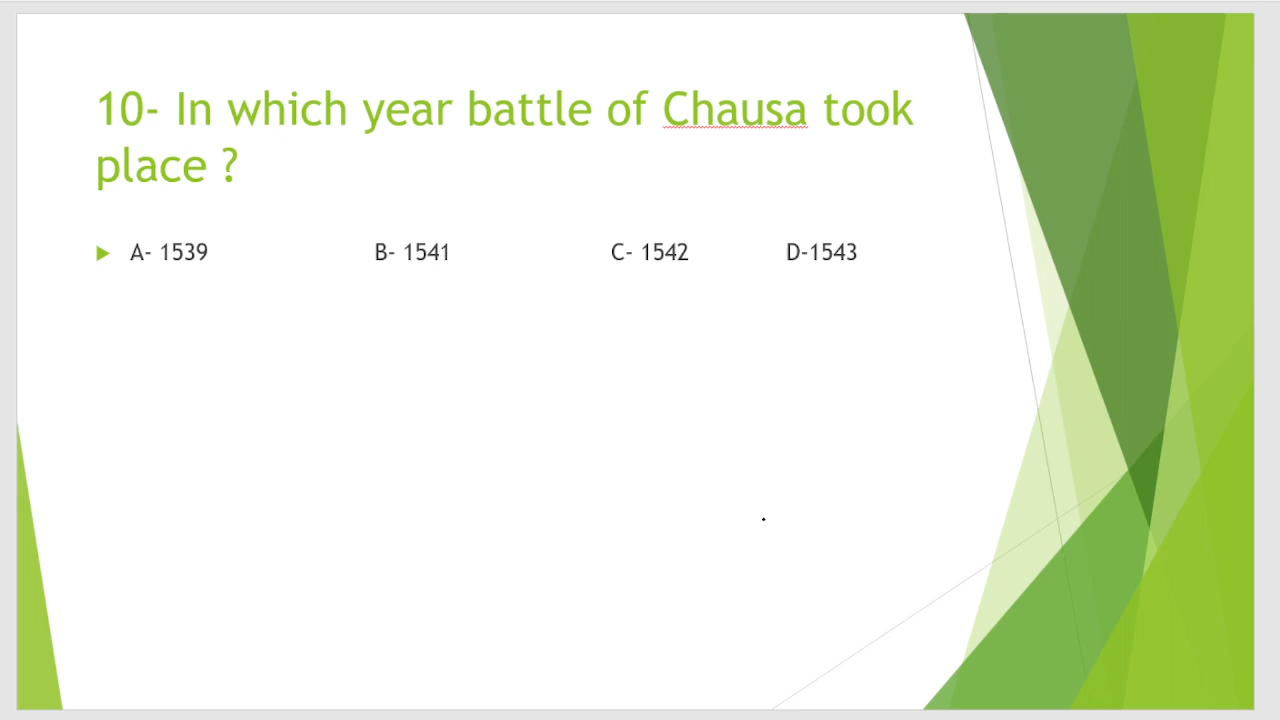 10- In which year battle of Chausa took
place ?
A- 1539 B- 1541 C- 1542 D-1543